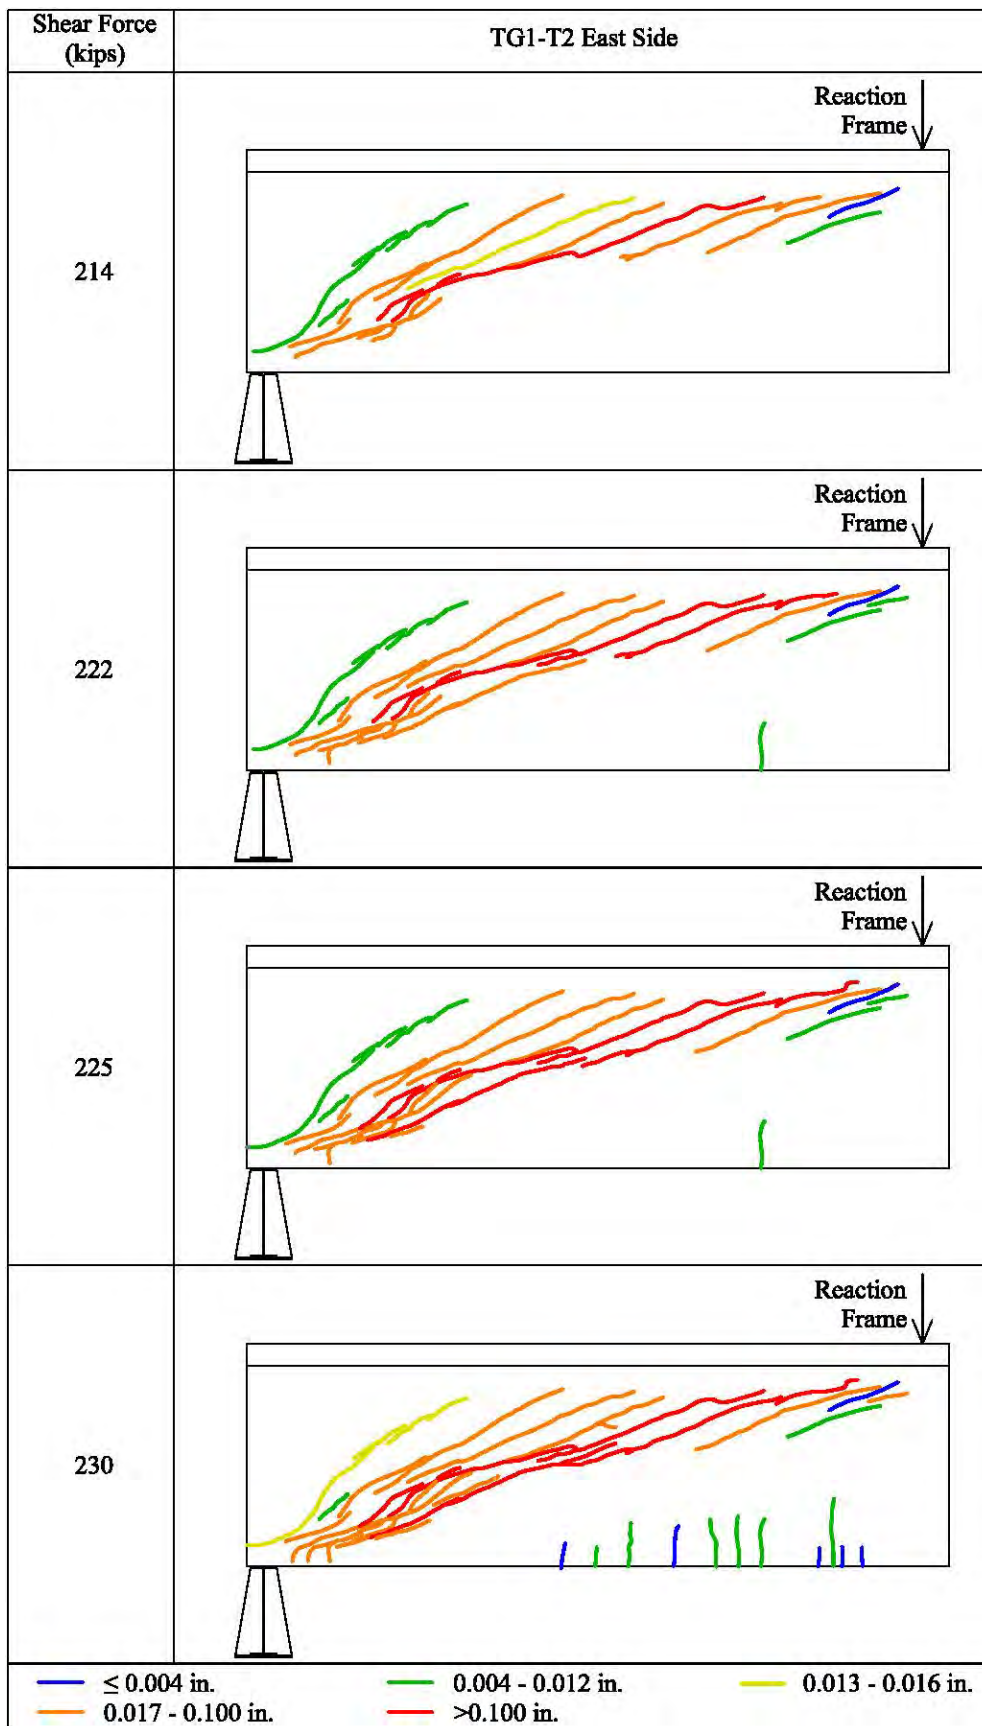 Shear Force
(kips)
TG1-T2 East Side
214
Reaction
Frame
222
Reaction
Frame
225
Reaction
Frame
230
Reaction
Frame
≤ 0.004 in.
0.004 - 0.012 in.
0.013 - 0.016 in.
0.017 - 0.100 in.
>0.100 in.